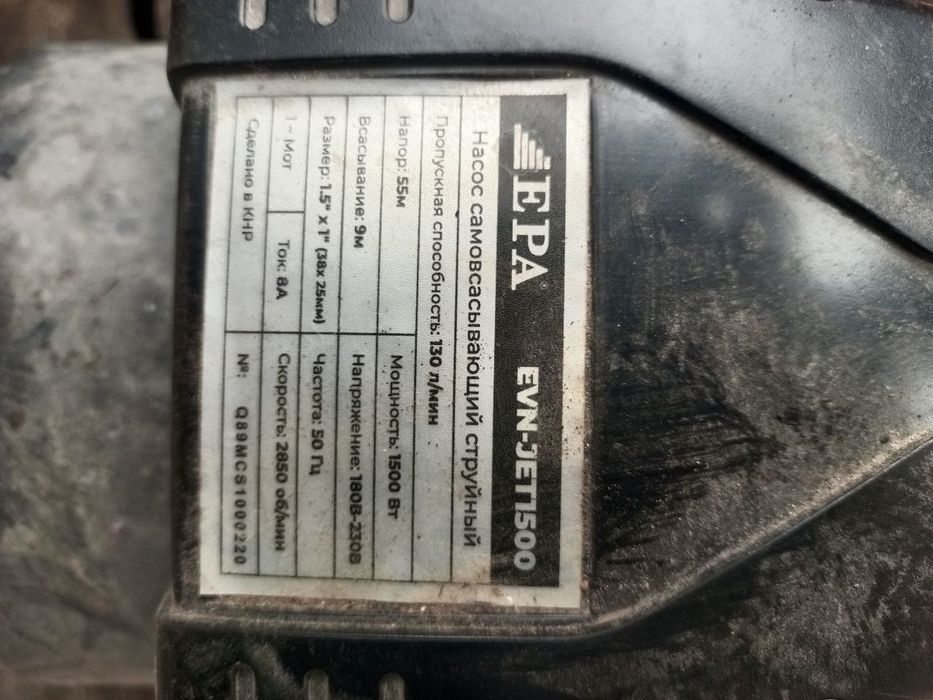 EPA® EVN-JET1500
Насос самовсасывающий струйный
Пропускная способность: 130 л/мин
Напор: 55м Мощность: 1500 Вт
Всасывание: 9м Напряжение: 180В-230В
Размер: 1.5" x 1" (38x 25мм) Частота: 50 Гц
1 ~ Мот Ток: 8А Скорость: 2850 об/мин
Сделано в КНР №: Q89MCS1000220